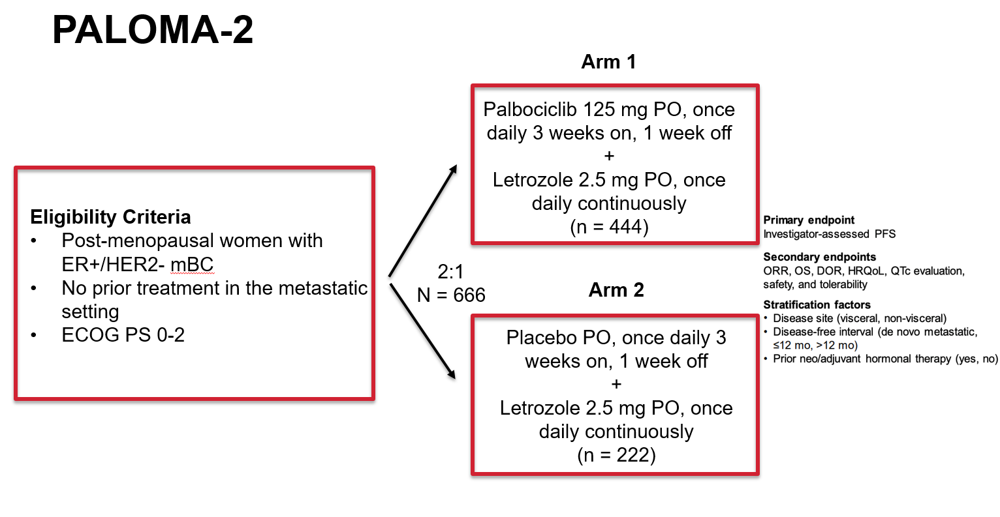 PALOMA-2
Eligibility Criteria
• Post-menopausal women with
ER+/HER2- mBC
• No prior treatment in the metastatic
setting
• ECOG PS 0-2
2:1
N = 666
Arm 1
Palbociclib 125 mg PO, once
daily 3 weeks on, 1 week off
+
Letrozole 2.5 mg PO, once
daily continuously
(n = 444)
Arm 2
Placebo PO, once daily 3
weeks on, 1 week off
+
Letrozole 2.5 mg PO, once
daily continuously
(n = 222)
Primary endpoint
Investigator-assessed PFS
Secondary endpoints
ORR, OS, DOR, HRQoL, QTc evaluation,
safety, and tolerability
Stratification factors
• Disease site (visceral, non-visceral)
• Disease-free interval (de novo metastatic,
≤12 mo, >12 mo)
• Prior neo/adjuvant hormonal therapy (yes, no)